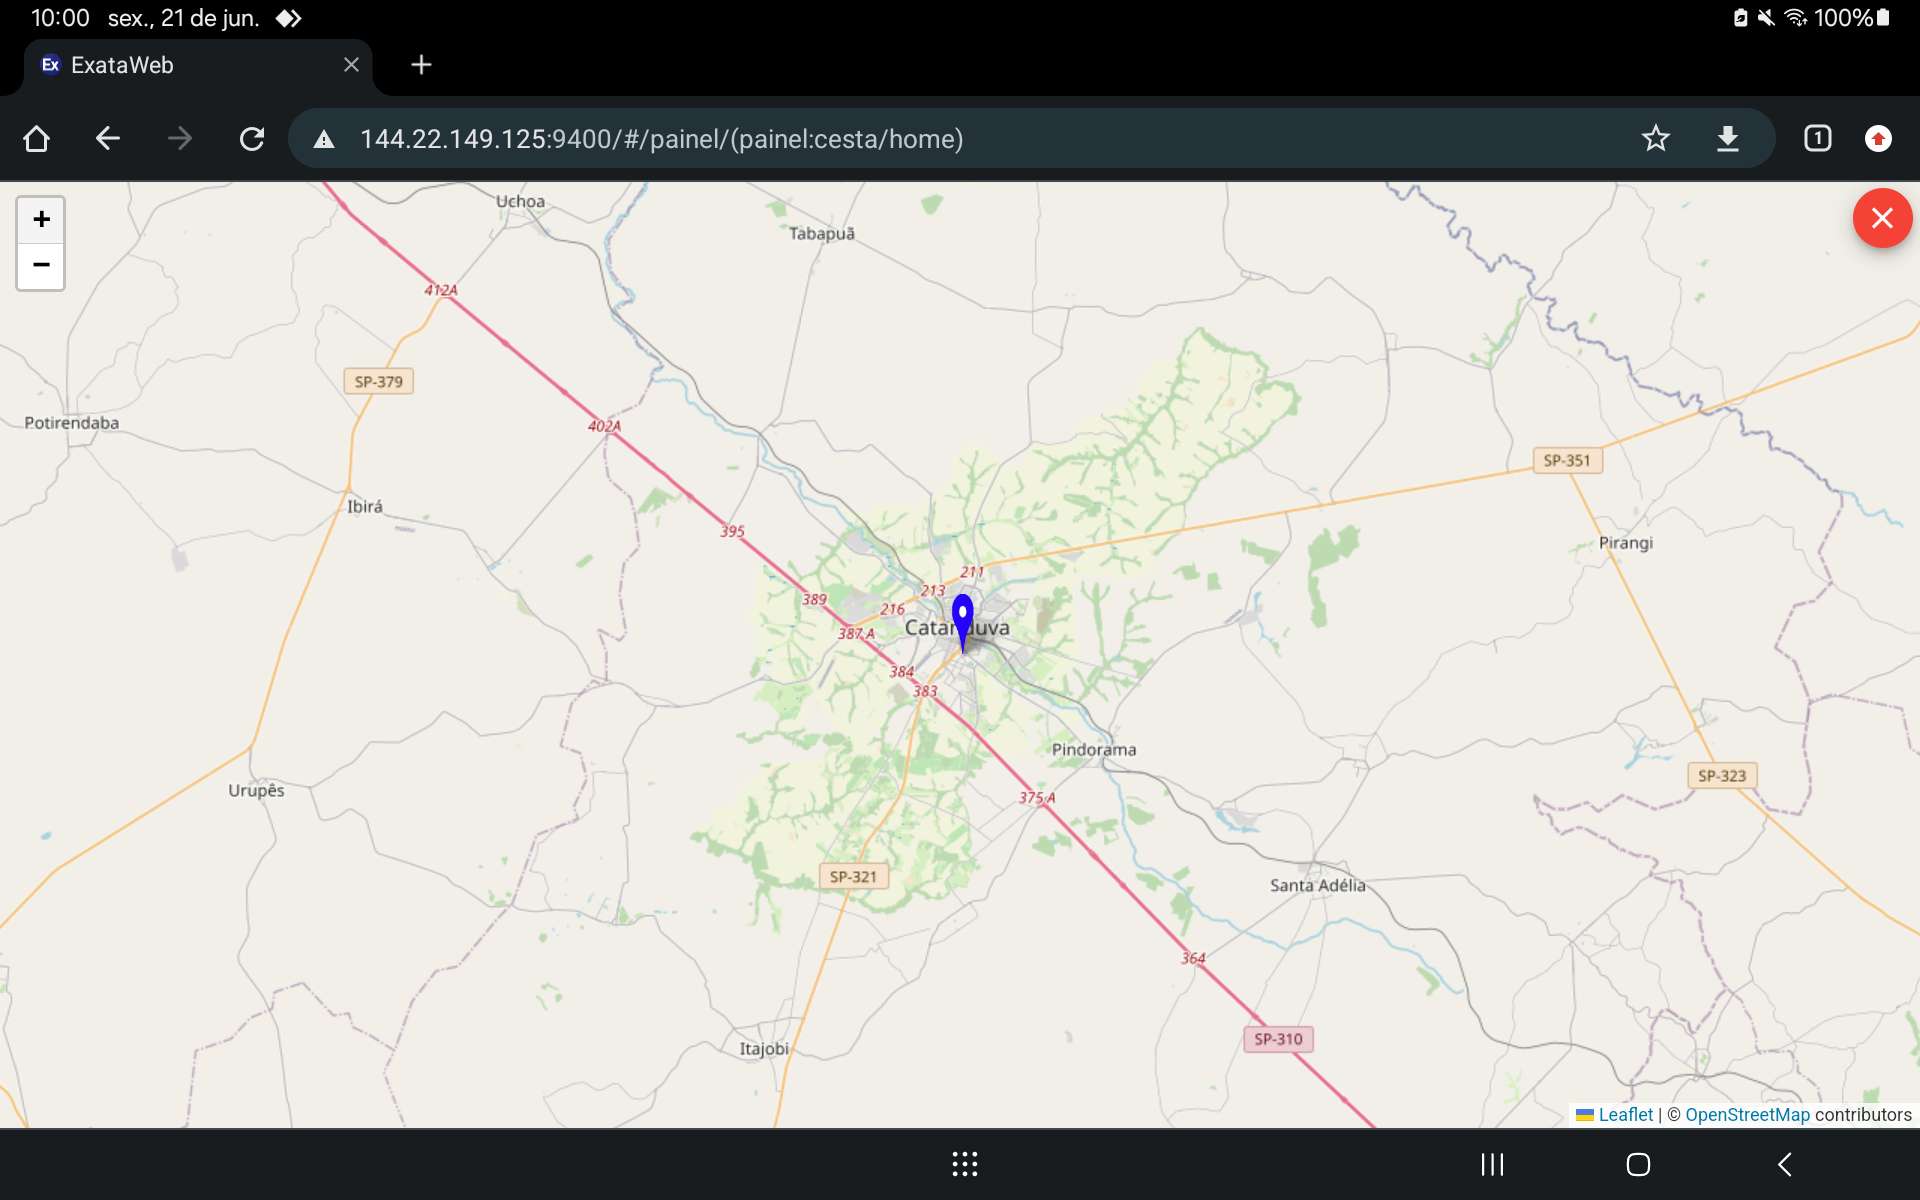 10:00 sex., 21 de jun. 100%
Ex ExataWeb
144.22.149.125:9400/#/painel/(painel:cesta/home) 1
+
−
Uchoa
Tabapuã
412A
SP-379
Potirendaba
402A
SP-351
Ibirá
395
Pirangi
211
213
389
216
387 A
384
383
Pindorama
SP-323
Urupês
375 A
SP-321
Santa Adélia
364
SP-310
Itajobi
Leaflet | © OpenStreetMap contributors